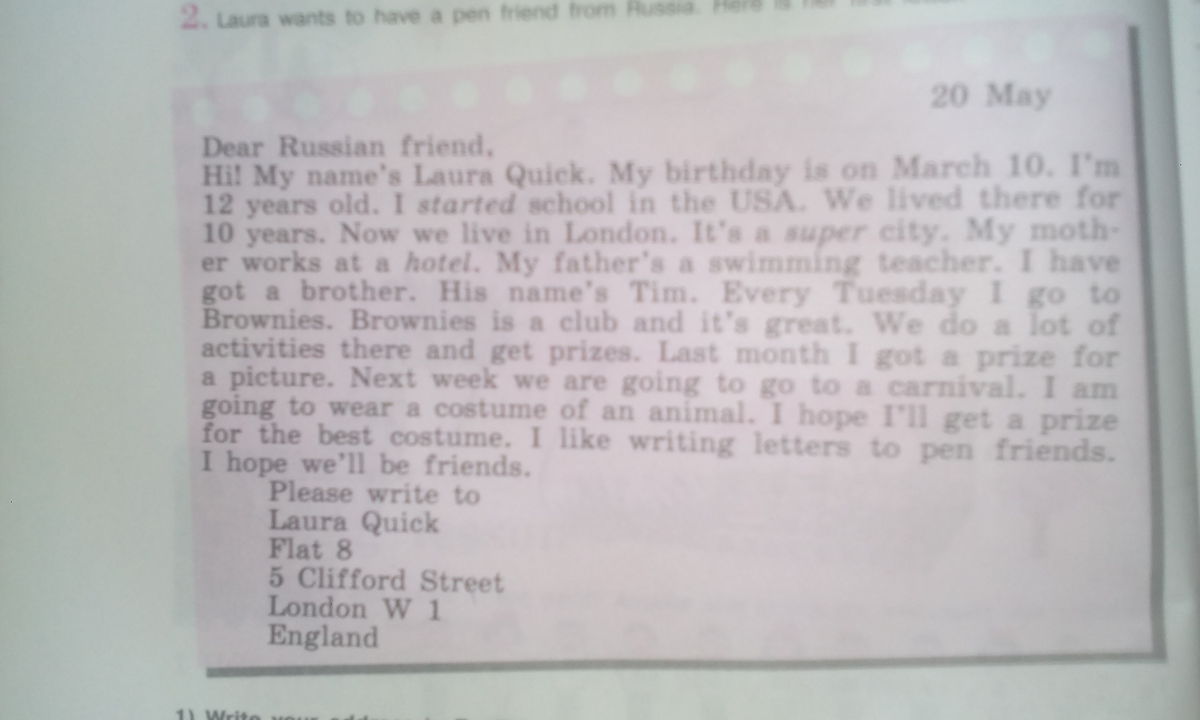 2. Laura wants to have a pen friend from Russia. Here is her first
20 May
Dear Russian friend,
Hi! My name's Laura Quick. My birthday is on March 10. I'm
12 years old. I started school in the USA. We lived there for
10 years. Now we live in London. It's a super city. My moth-
er works at a hotel. My father's a swimming teacher. I have
got a brother. His name's Tim. Every Tuesday I go to
Brownies. Brownies is a club and it's great. We do a lot of
activities there and get prizes. Last month I got a prize for
a picture. Next week we are going to go to a carnival. I am
going to wear a costume of an animal. I hope I'll get a prize
for the best costume. I like writing letters to pen friends.
I hope we'll be friends.
Please write to
Laura Quick
Flat 8
5 Clifford Street
London W 1
England
1) Write your